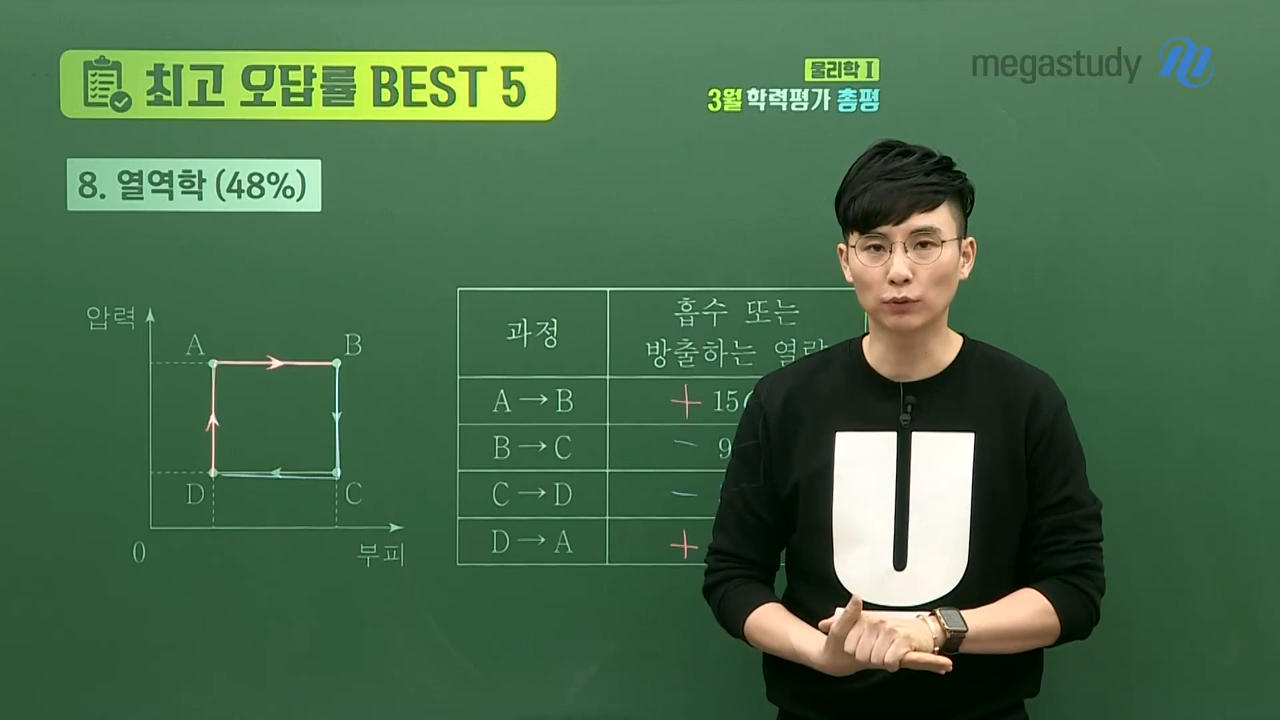 최고 오답률 BEST 5
물리학 I
3월 학력평가 총평
megastudy
8. 열역학 (48%)
압력
A
B
D
C
0
부피
과정
흡수 또는
방출하는 열량
A → B
+ 15
B → C
− 9
C → D
−
D → A
+
U